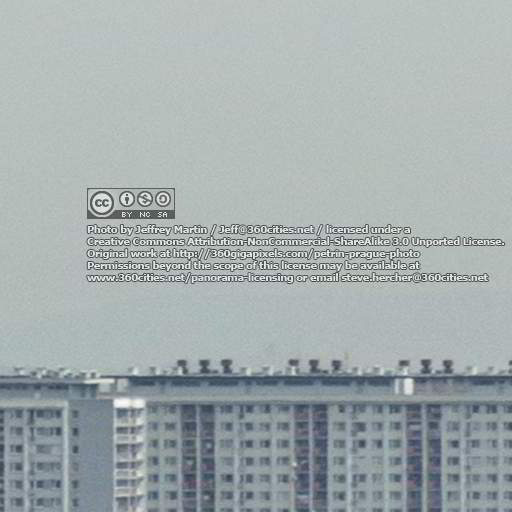 cc
BY NC SA
Photo by Jeffrey Martin / Jeff@360cities.net / licensed under a
Creative Commons Attribution-NonCommercial-ShareAlike 3.0 Unported License.
Original work at http://360gigapixels.com/petrin-prague-photo
Permissions beyond the scope of this license may be available at
www.360cities.net/panorama-licensing or email steve.hercher@360cities.net